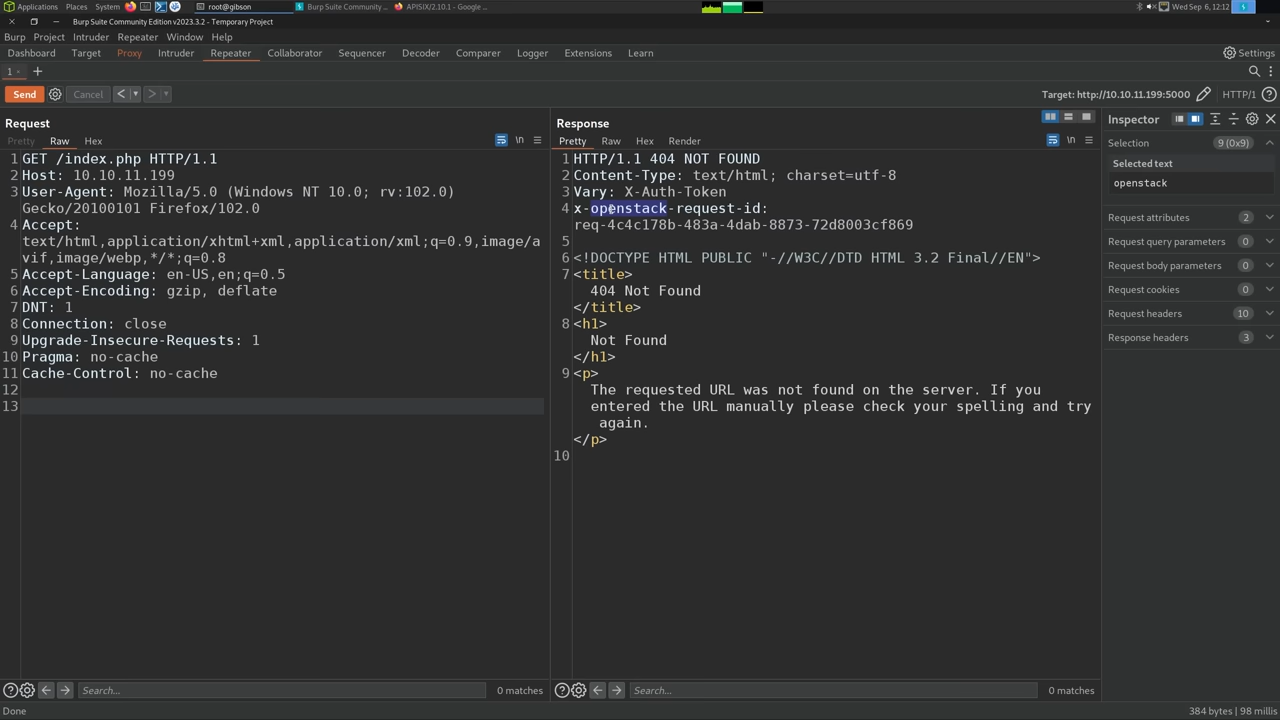 Applications Places System root@gibson Burp Suite Community ... APISIX/2.10.1 – Google ... Wed Sep 6, 12:12
Burp Suite Community Edition v2023.3.2 - Temporary Project
Burp Project Intruder Repeater Window Help
Dashboard Target Proxy Intruder Repeater Collaborator Sequencer Decoder Comparer Logger Extensions Learn Settings
1 × +
Send Cancel < > Target: http://10.10.11.199:5000 HTTP/1 ?
Request
Pretty Raw Hex \n
1 GET /index.php HTTP/1.1
2 Host: 10.10.11.199
3 User-Agent: Mozilla/5.0 (Windows NT 10.0; rv:102.0)
Gecko/20100101 Firefox/102.0
4 Accept:
text/html,application/xhtml+xml,application/xml;q=0.9,image/a
vif,image/webp,*/*;q=0.8
5 Accept-Language: en-US,en;q=0.5
6 Accept-Encoding: gzip, deflate
7 DNT: 1
8 Connection: close
9 Upgrade-Insecure-Requests: 1
10 Pragma: no-cache
11 Cache-Control: no-cache
12
13
Search...
0 matches
Response
Pretty Raw Hex Render \n
1 HTTP/1.1 404 NOT FOUND
2 Content-Type: text/html; charset=utf-8
3 Vary: X-Auth-Token
4 x-openstack-request-id:
req-4c4c178b-483a-4dab-8873-72d8003cf869
5
6 <!DOCTYPE HTML PUBLIC "-//W3C//DTD HTML 3.2 Final//EN">
7 <title>
404 Not Found
</title>
8 <h1>
Not Found
</h1>
9 <p>
The requested URL was not found on the server. If you
entered the URL manually please check your spelling and try
again.
</p>
10
Search...
0 matches
Inspector
Selection 9 (0x9)
Selected text
openstack
Request attributes 2
Request query parameters 0
Request body parameters 0
Request cookies 0
Request headers 10
Response headers 3
Done
384 bytes | 98 millis